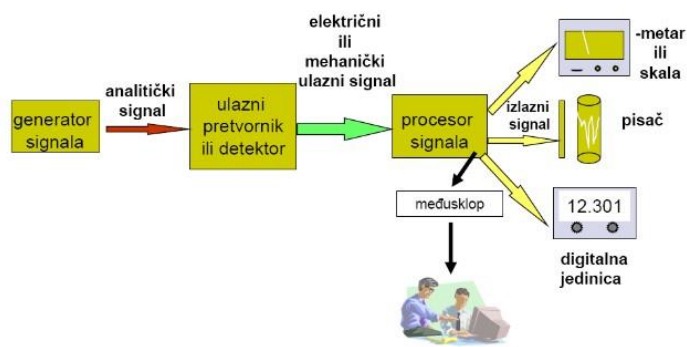 generator
signala
analitički
signal
ulazni
pretvornik
ili detektor
električni
ili
mehanički
ulazni signal
procesor
signala
izlazni
signal
-metar
ili
skala
pisač
12.301
digitalna
jedinica
međusklop